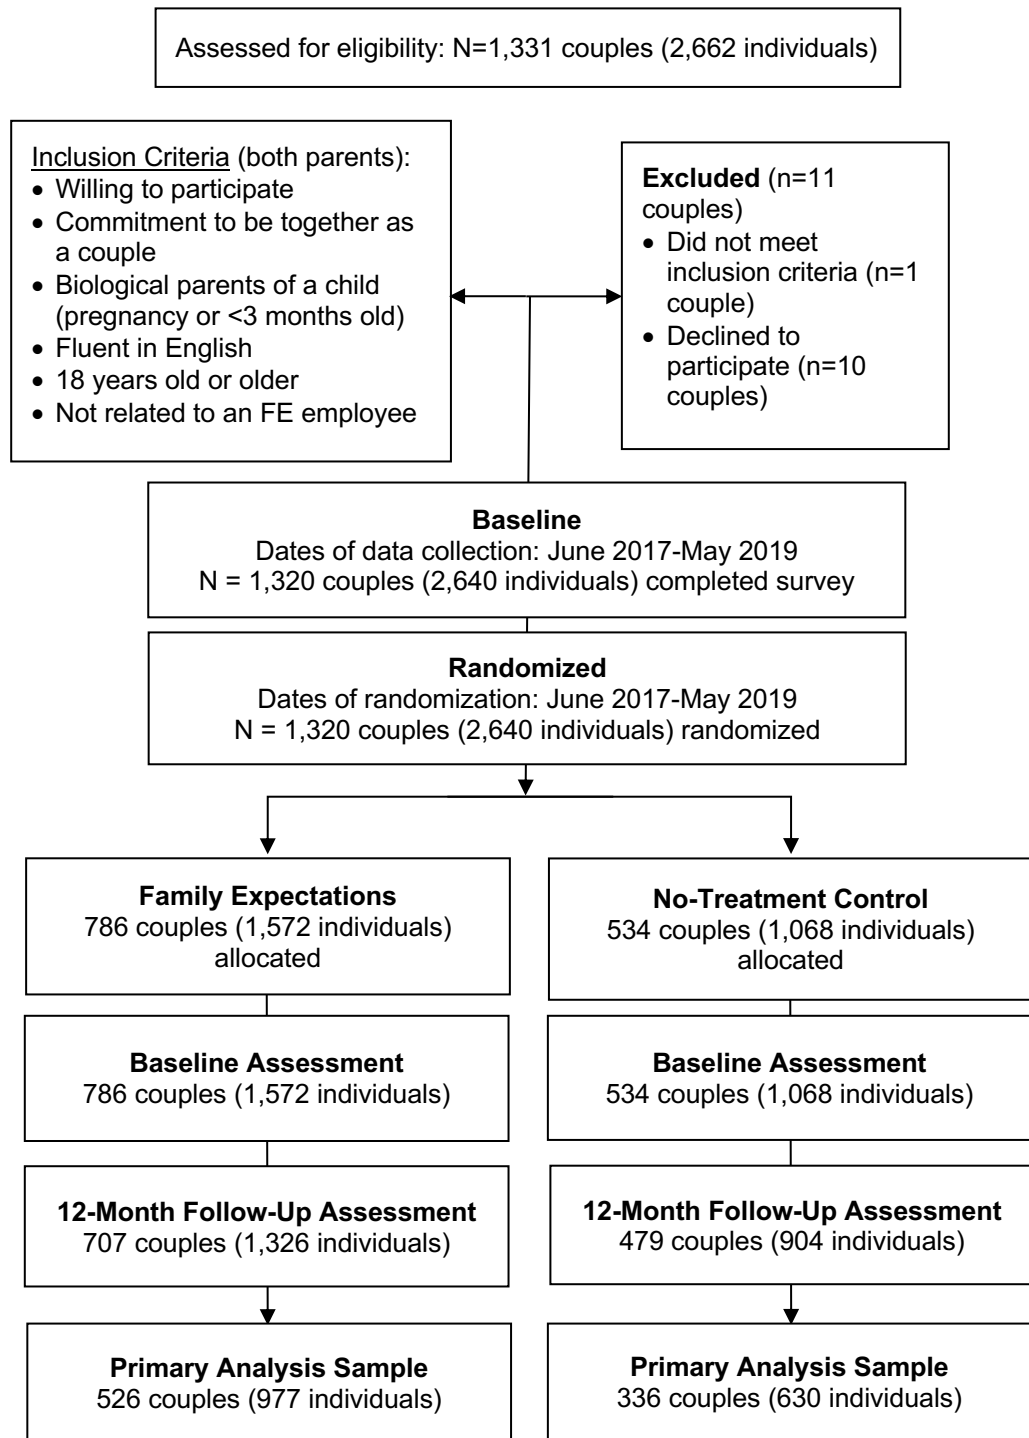 Assessed for eligibility: N=1,331 couples (2,662 individuals)
Inclusion Criteria (both parents):
• Willing to participate
• Commitment to be together as
a couple
• Biological parents of a child
(pregnancy or <3 months old)
• Fluent in English
• 18 years old or older
• Not related to an FE employee
Excluded (n=11
couples)
• Did not meet
inclusion criteria (n=1
couple)
• Declined to
participate (n=10
couples)
Baseline
Dates of data collection: June 2017-May 2019
N = 1,320 couples (2,640 individuals) completed survey
Randomized
Dates of randomization: June 2017-May 2019
N = 1,320 couples (2,640 individuals) randomized
Family Expectations
786 couples (1,572 individuals)
allocated
No-Treatment Control
534 couples (1,068 individuals)
allocated
Baseline Assessment
786 couples (1,572 individuals)
Baseline Assessment
534 couples (1,068 individuals)
12-Month Follow-Up Assessment
707 couples (1,326 individuals)
12-Month Follow-Up Assessment
479 couples (904 individuals)
Primary Analysis Sample
526 couples (977 individuals)
Primary Analysis Sample
336 couples (630 individuals)